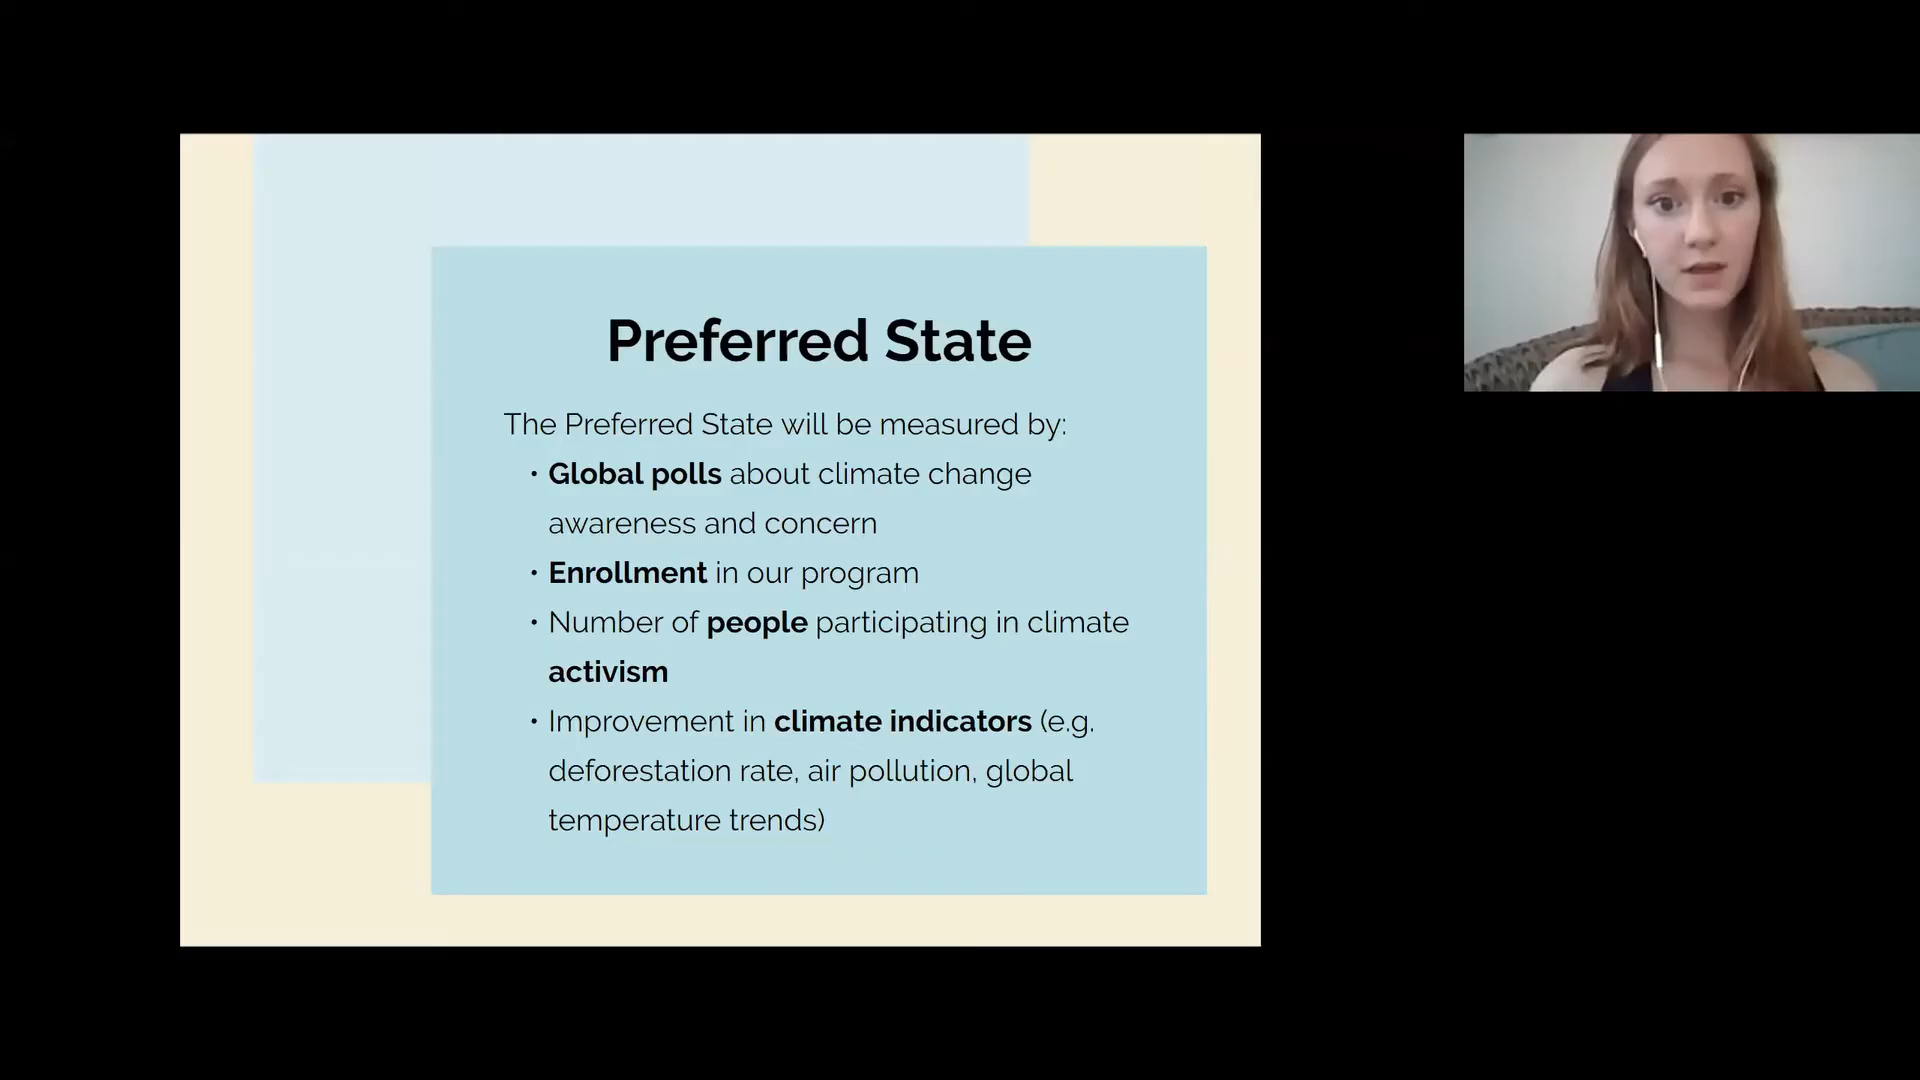 Preferred State
The Preferred State will be measured by:
• Global polls about climate change
awareness and concern
• Enrollment in our program
• Number of people participating in climate
activism
• Improvement in climate indicators (e.g.
deforestation rate, air pollution, global
temperature trends)